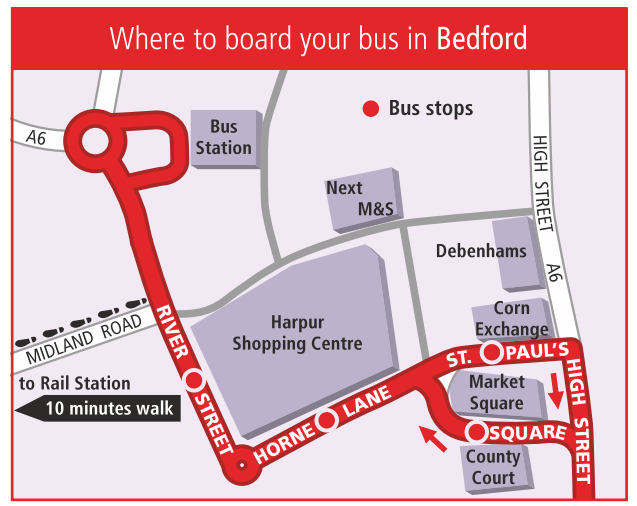 Where to board your bus in Bedford
Bus stops
A6
Bus
Station
HIGH STREET
A6
Next
M&S
Debenhams
Corn
Exchange
Harpur
Shopping Centre
MIDLAND ROAD
RIVER STREET
ST. PAUL'S
HIGH STREET
to Rail Station
10 minutes walk
Market
Square
HORNE LANE
SQUARE
County
Court